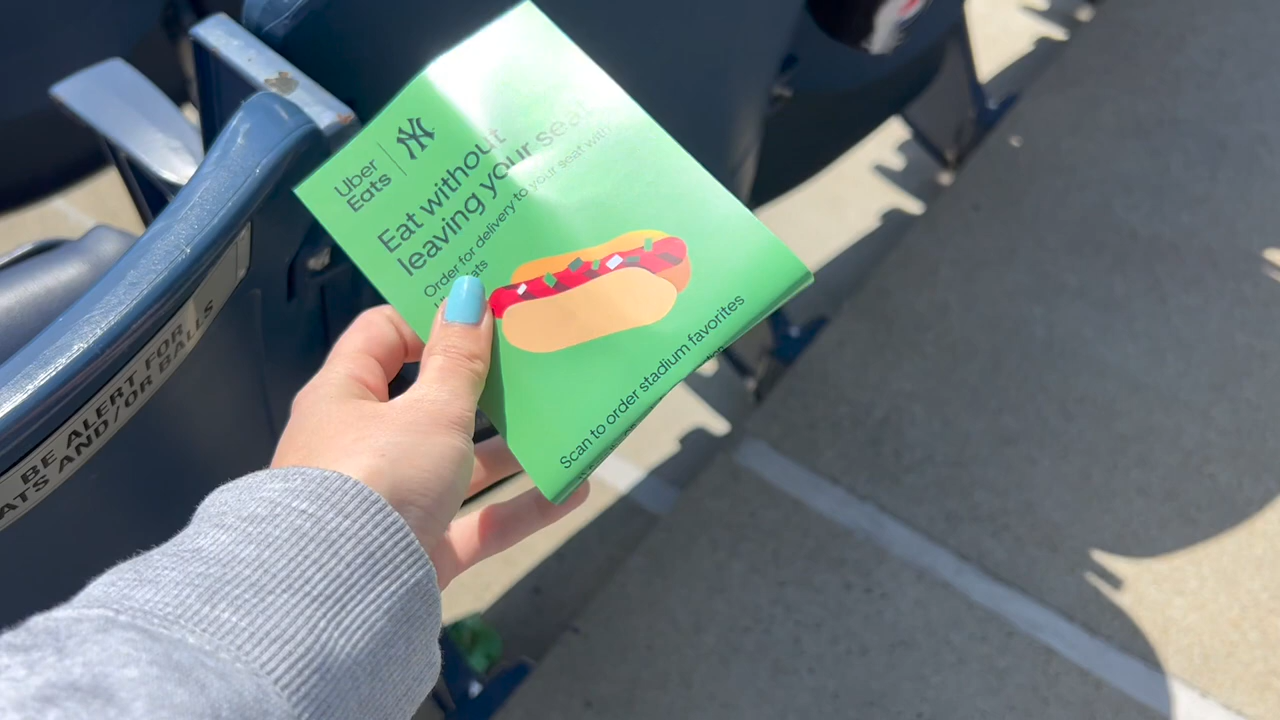 Uber
Eats
NY
Eat without
leaving your seat
Order for delivery to your seat with
Scan to order stadium favorites
BE ALERT FOR
ATS AND/OR BALLS